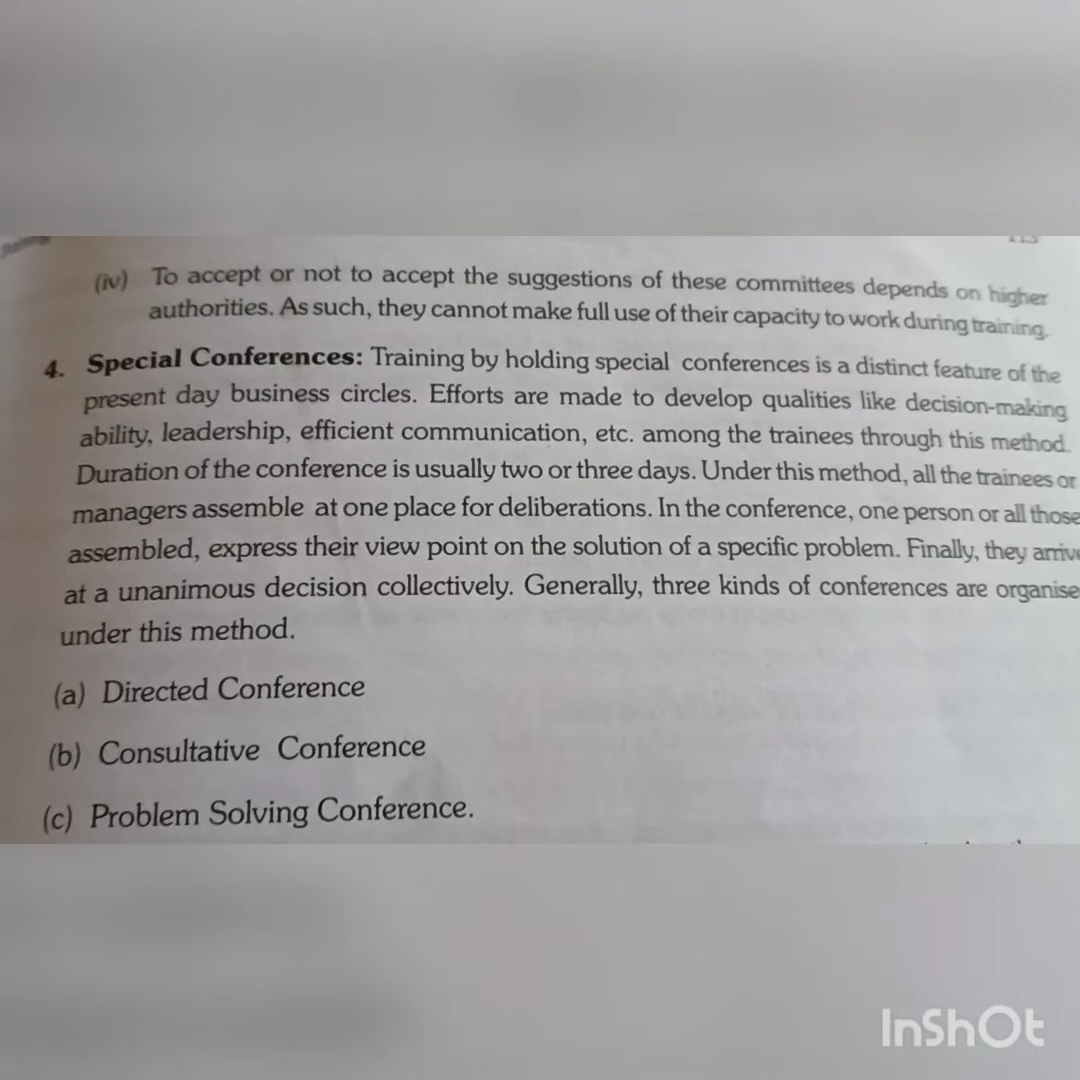 (iv) To accept or not to accept the suggestions of these committees depends on higher
authorities. As such, they cannot make full use of their capacity to work during training.
4. Special Conferences: Training by holding special conferences is a distinct feature of the
present day business circles. Efforts are made to develop qualities like decision-making
ability, leadership, efficient communication, etc. among the trainees through this method.
Duration of the conference is usually two or three days. Under this method, all the trainees or
managers assemble at one place for deliberations. In the conference, one person or all those
assembled, express their view point on the solution of a specific problem. Finally, they arrive
at a unanimous decision collectively. Generally, three kinds of conferences are organise
under this method.
(a) Directed Conference
(b) Consultative Conference
(c) Problem Solving Conference.
InShOt